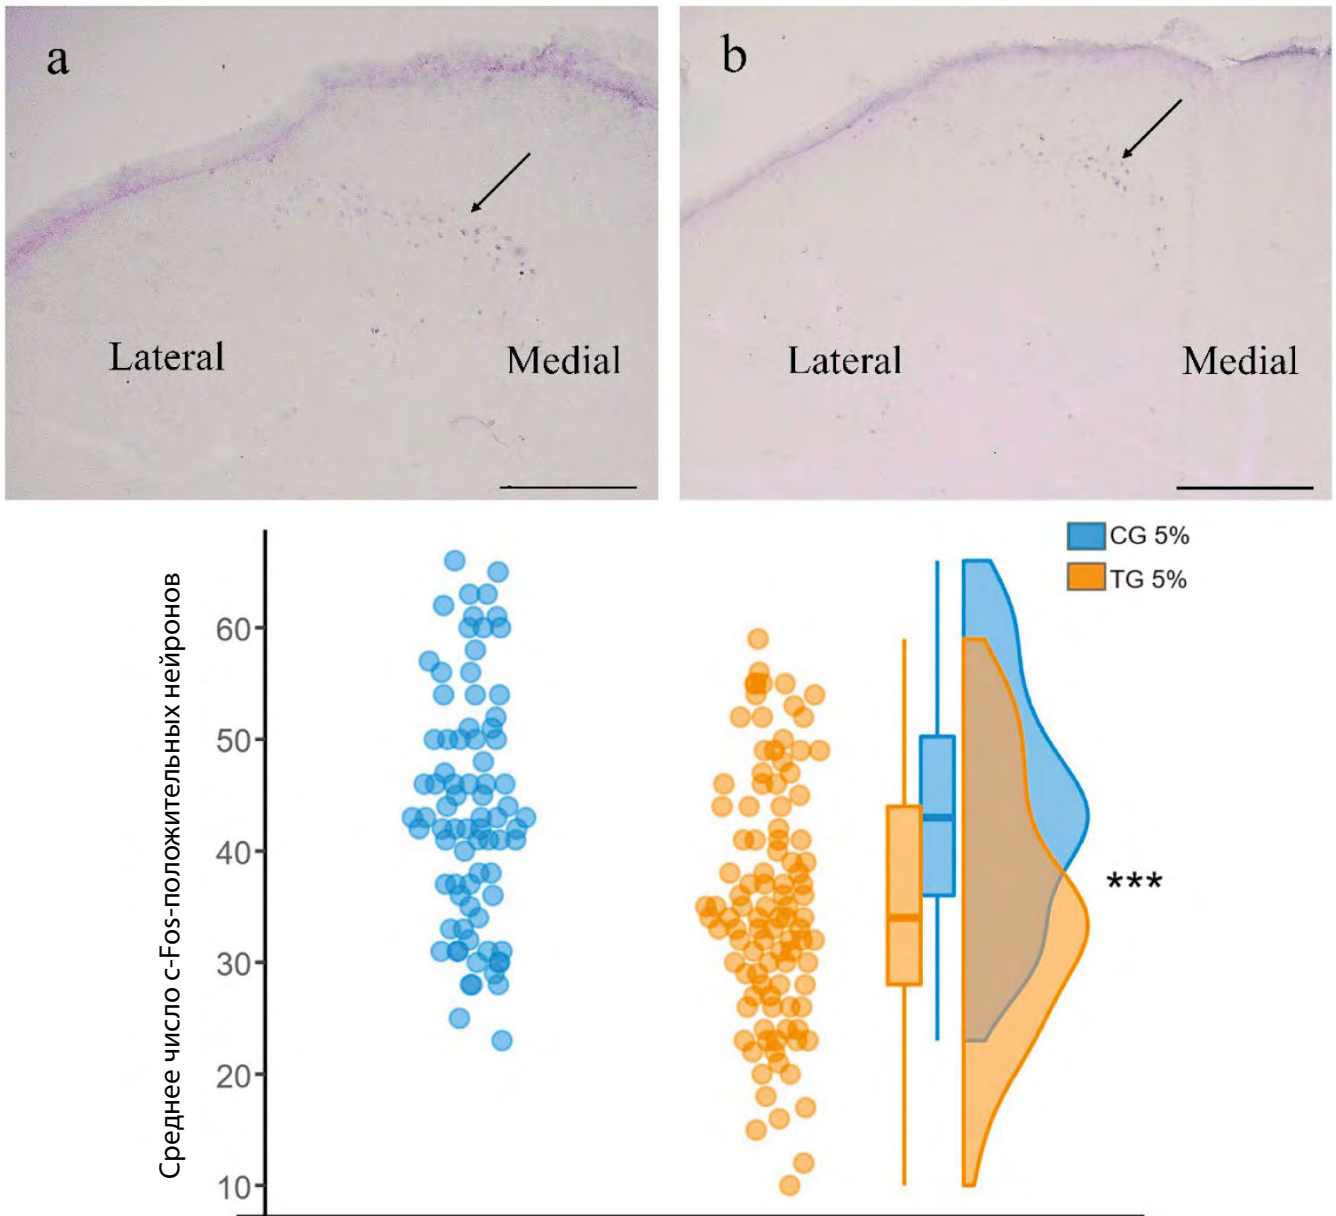 a
b
Lateral
Medial
Lateral
Medial
CG 5%
TG 5%
Среднее число c-Fos-положительных нейронов
60
50
40
30
20
10
***